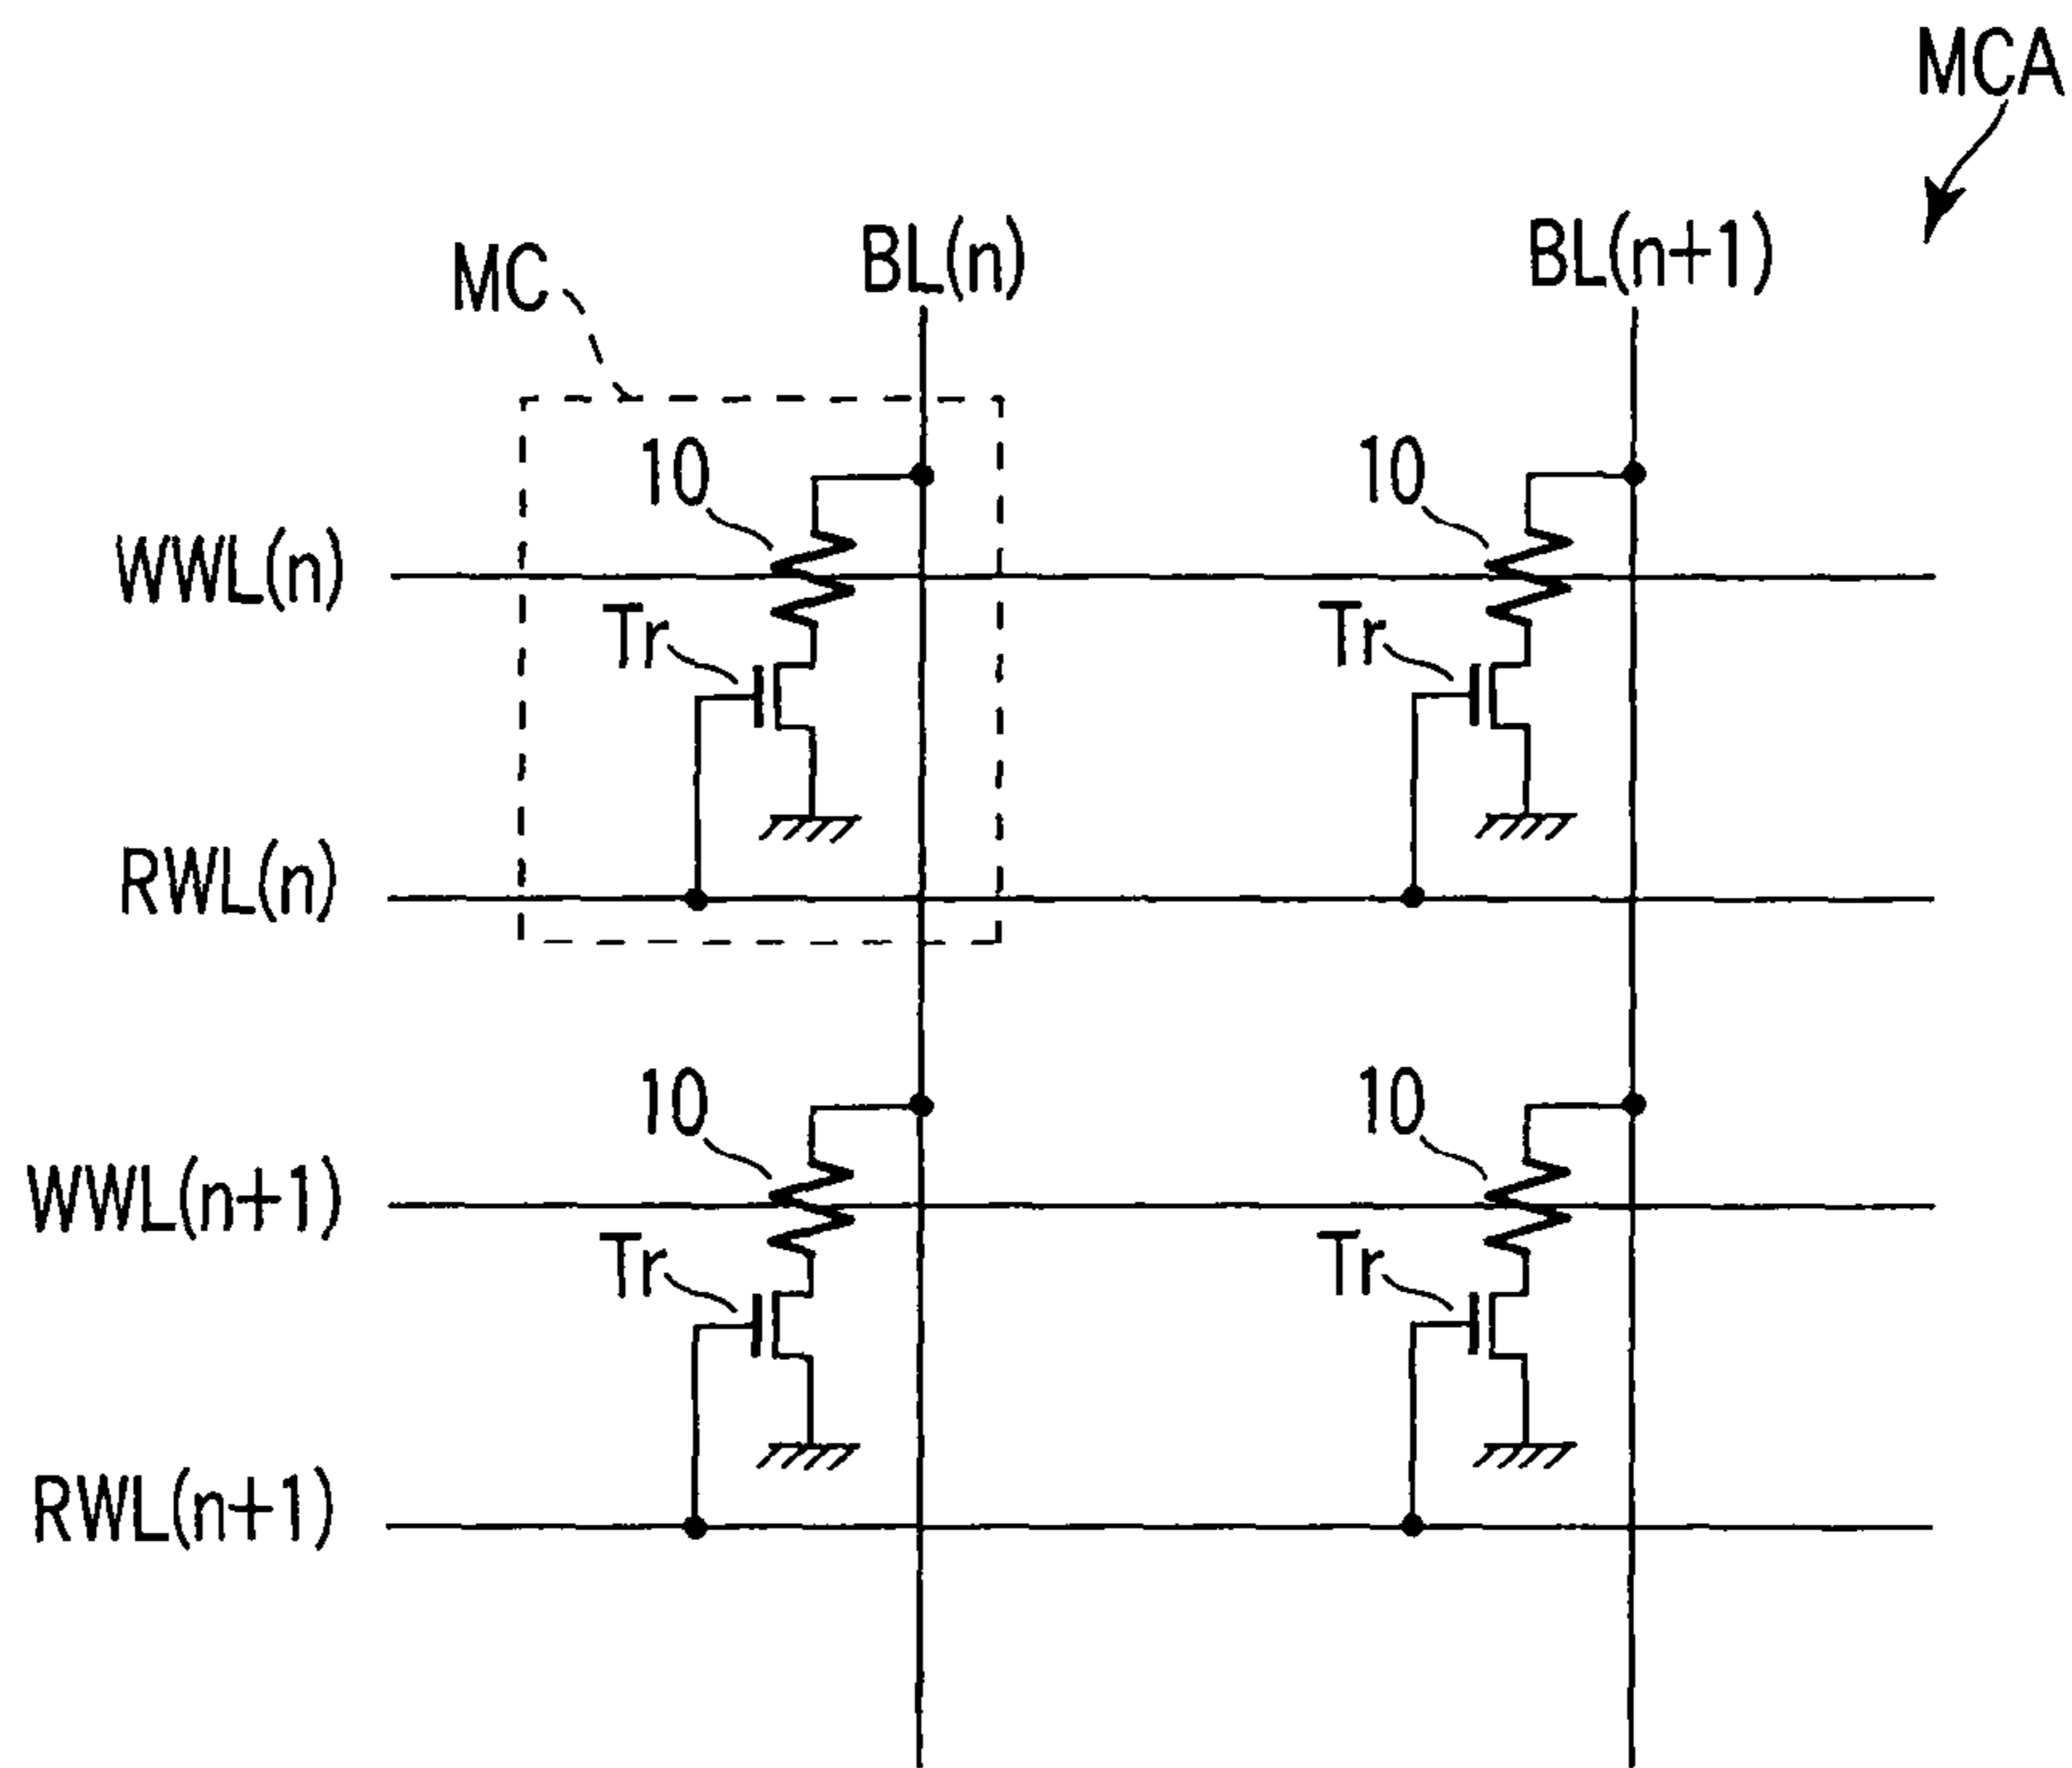 MCA
MC
BL(n)
BL(n+1)
10
10
WWL(n)
Tr
Tr
RWL(n)
10
10
WWL(n+1)
Tr
Tr
RWL(n+1)